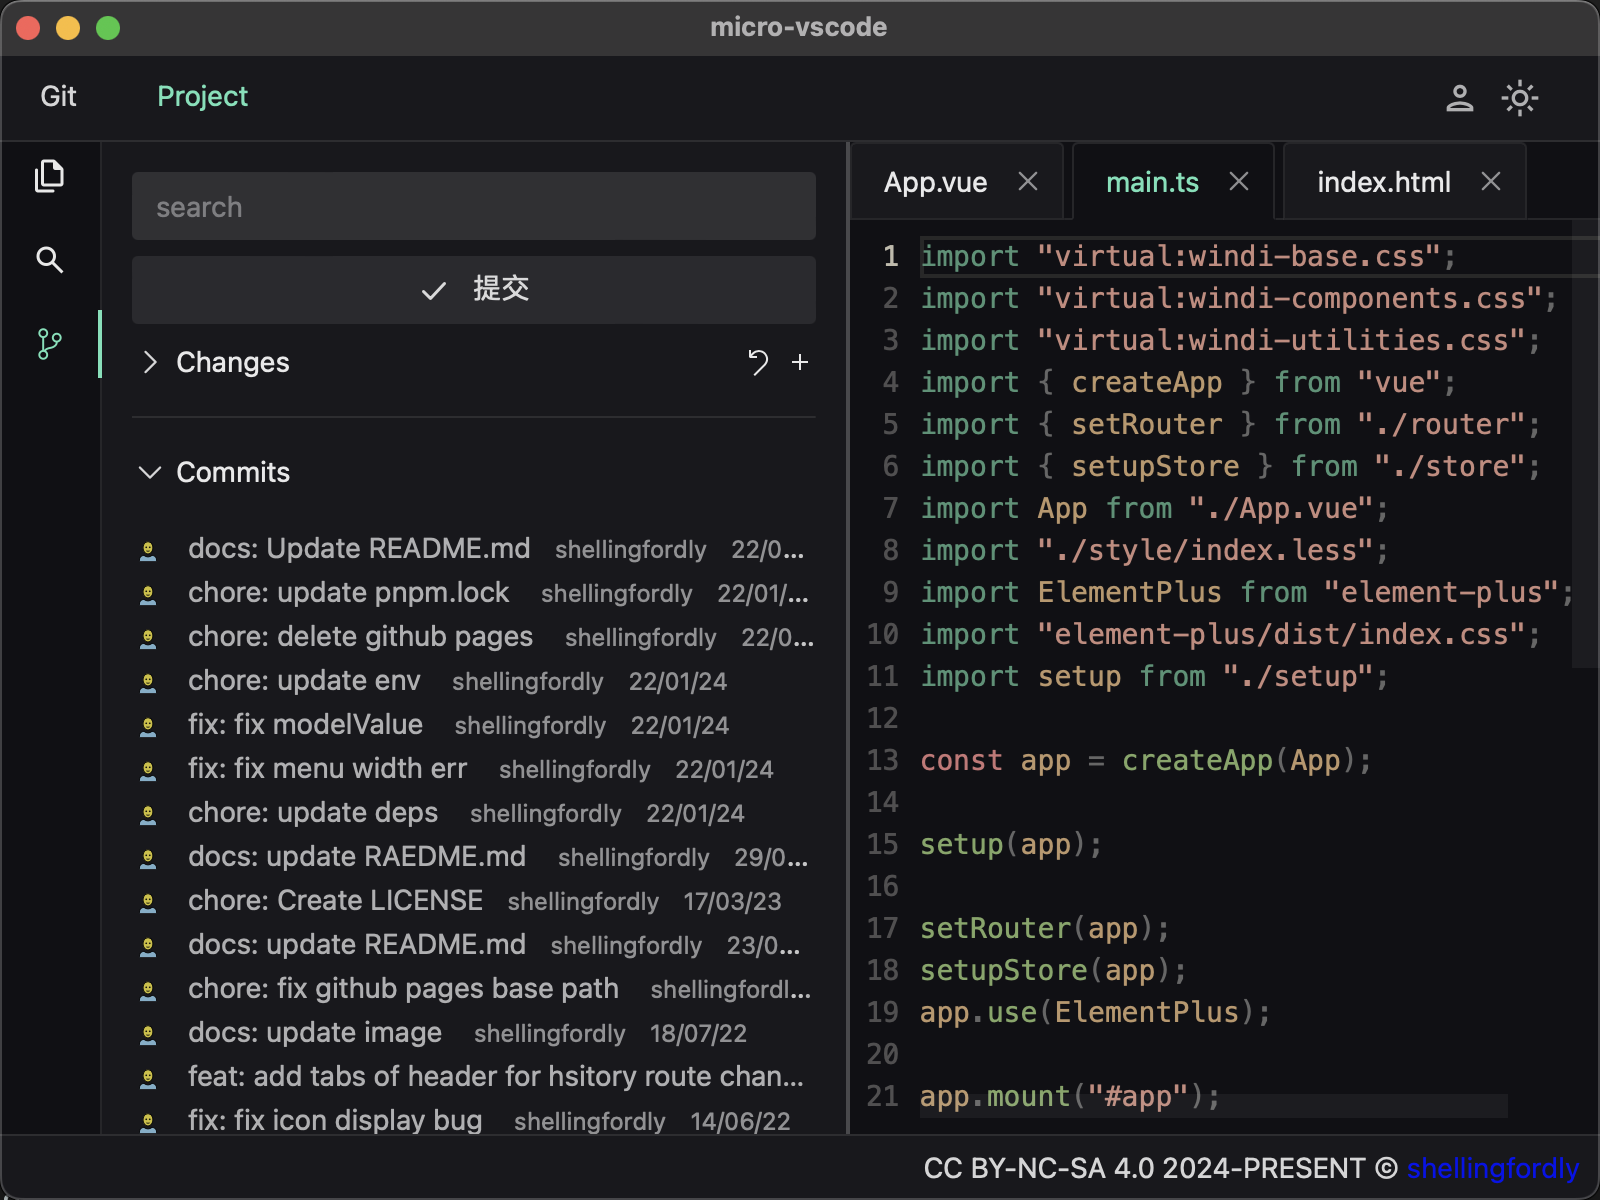 micro-vscode
Git Project
search
提交
Changes
Commits
docs: Update README.md shellingfordly 22/0...
chore: update pnpm.lock shellingfordly 22/01/...
chore: delete github pages shellingfordly 22/0...
chore: update env shellingfordly 22/01/24
fix: fix modelValue shellingfordly 22/01/24
fix: fix menu width err shellingfordly 22/01/24
chore: update deps shellingfordly 22/01/24
docs: update RAEDME.md shellingfordly 29/0...
chore: Create LICENSE shellingfordly 17/03/23
docs: update README.md shellingfordly 23/0...
chore: fix github pages base path shellingfordl...
docs: update image shellingfordly 18/07/22
feat: add tabs of header for hsitory route chan...
fix: fix icon display bug shellingfordly 14/06/22
App.vue main.ts index.html
1 import "virtual:windi-base.css";
2 import "virtual:windi-components.css";
3 import "virtual:windi-utilities.css";
4 import { createApp } from "vue";
5 import { setRouter } from "./router";
6 import { setupStore } from "./store";
7 import App from "./App.vue";
8 import "./style/index.less";
9 import ElementPlus from "element-plus";
10 import "element-plus/dist/index.css";
11 import setup from "./setup";
12
13 const app = createApp(App);
14
15 setup(app);
16
17 setRouter(app);
18 setupStore(app);
19 app.use(ElementPlus);
20
21 app.mount("#app");
CC BY-NC-SA 4.0 2024-PRESENT © shellingfordly